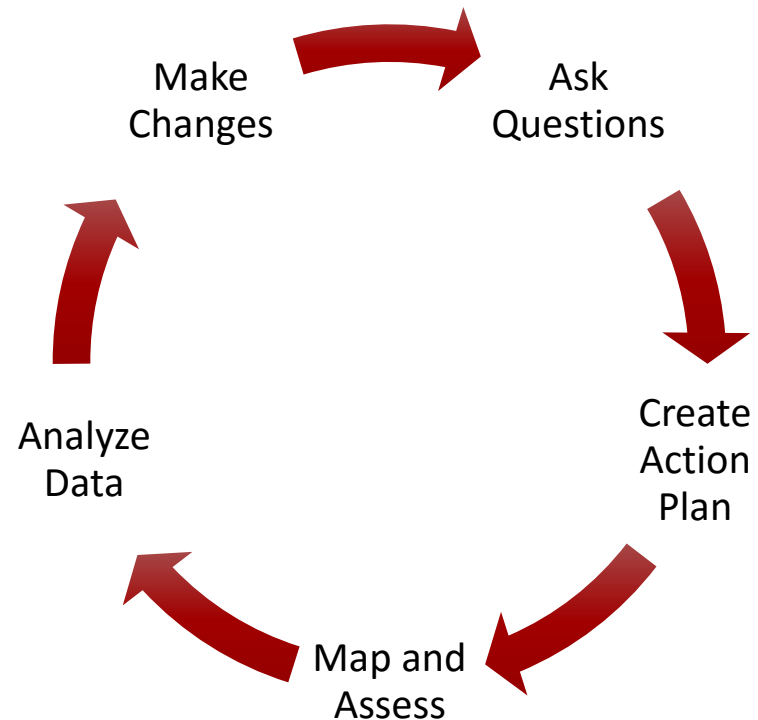 Make
Changes
Ask
Questions
Create
Action
Plan
Map and
Assess
Analyze
Data